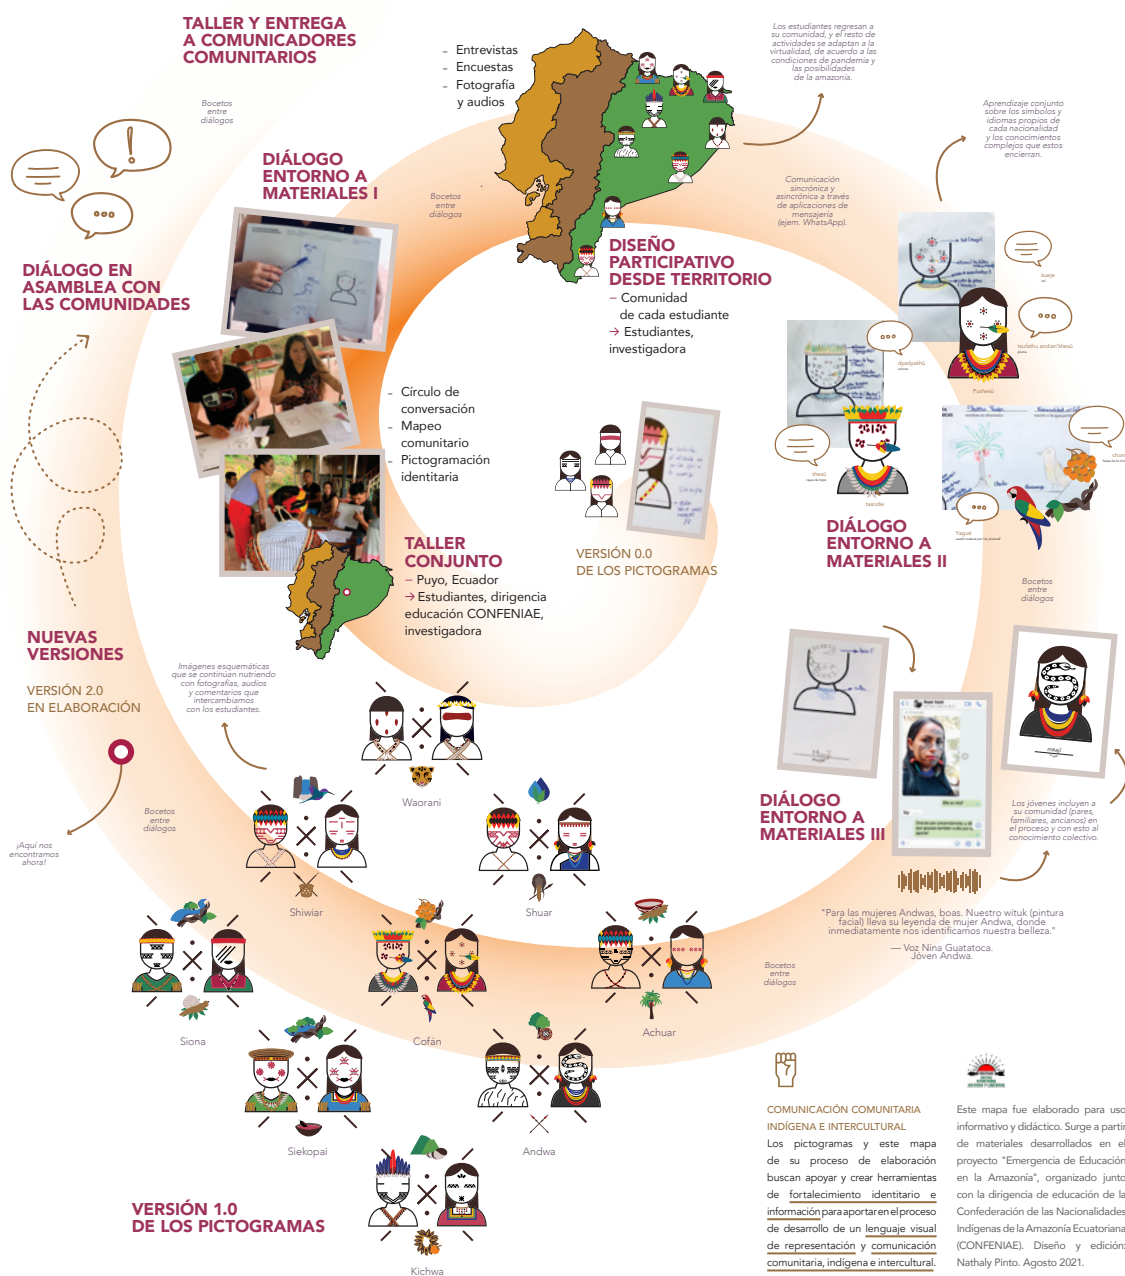 TALLER Y ENTREGA
A COMUNICADORES
COMUNITARIOS
- Entrevistas
- Encuestas
- Fotografía
y audios
Los estudiantes regresan a
su comunidad, y el resto de
actividades se adaptan a la
virtualidad, de acuerdo a las
condiciones de pandemia y
las posibilidades
de la amazonía.
Bocetos
entre
diálogos
Aprendizaje conjunto
sobre los símbolos y
idiomas propios de
cada nacionalidad
y los conocimientos
complejos que estos
encierran.
DIÁLOGO
ENTORNO A
MATERIALES I
Bocetos
entre
diálogos
Comunicación
sincrónica y
asincrónica a través
de aplicaciones de
mensajería
(ejem. WhatsApp).
DIÁLOGO EN
ASAMBLEA CON
LAS COMUNIDADES
DISEÑO
PARTICIPATIVO
DESDE TERRITORIO
– Comunidad
de cada estudiante
→ Estudiantes,
investigadora
kueje
tsufathu andian'tthesû
pluma
Pushesû
dyadyakhû
tthesû
tsandie
Yaguê
- Círculo de
conversación
- Mapeo
comunitario
- Pictogramación
identitaria
DIÁLOGO
ENTORNO A
MATERIALES II
TALLER
CONJUNTO
– Puyo, Ecuador
→ Estudiantes, dirigencia
educación CONFENIAE,
investigadora
VERSIÓN 0.0
DE LOS PICTOGRAMAS
Bocetos
entre
diálogos
NUEVAS
VERSIONES
VERSIÓN 2.0
EN ELABORACIÓN
Imágenes esquemáticas
que se continúan nutriendo
con fotografías, audios
y comentarios que
intercambiamos
con los estudiantes.
Waorani
Bocetos
entre
diálogos
¡Aquí nos
encontramos
ahora!
DIÁLOGO
ENTORNO A
MATERIALES III
Los jóvenes incluyen a
su comunidad (pares,
familiares, ancianos) en
el proceso y con esto al
conocimiento colectivo.
Shiwiar
Shuar
"Para las mujeres Andwas, boas. Nuestro wituk (pintura
facial) lleva su leyenda de mujer Andwa, donde
inmediatamente nos identificamos nuestra belleza."
— Voz Nina Guatatoca.
Jóven Andwa.
Bocetos
entre
diálogos
Siona
Cofán
Achuar
Siekopai
Andwa
VERSIÓN 1.0
DE LOS PICTOGRAMAS
Kichwa
COMUNICACIÓN COMUNITARIA
INDÍGENA E INTERCULTURAL
Los pictogramas y este mapa
de su proceso de elaboración
buscan apoyar y crear herramientas
de fortalecimiento identitario e
información para aportar en el proceso
de desarrollo de un lenguaje visual
de representación y comunicación
comunitaria, indígena e intercultural.
Este mapa fue elaborado para uso
informativo y didáctico. Surge a partir
de materiales desarrollados en el
proyecto "Emergencia de Educación
en la Amazonía", organizado junto
con la dirigencia de educación de la
Confederación de las Nacionalidades
Indígenas de la Amazonía Ecuatoriana
(CONFENIAE). Diseño y edición:
Nathaly Pinto. Agosto 2021.